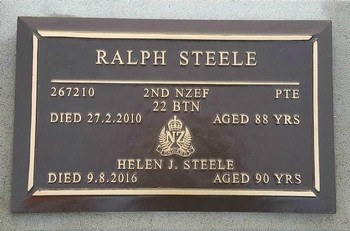 RALPH STEELE
267210 2ND NZEF PTE
22 BTN
DIED 27.2.2010 AGED 88 YRS
NZ
HELEN J. STEELE
DIED 9.8.2016 AGED 90 YRS